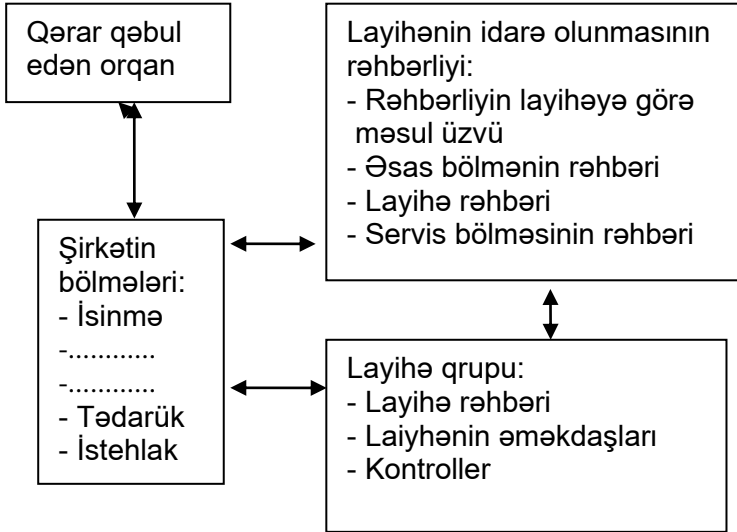 Qərar qəbul
edən orqan
Layihənin idarə olunmasının
rəhbərliyi:
- Rəhbərliyin layihəyə görə
məsul üzvü
- Əsas bölmənin rəhbəri
- Layihə rəhbəri
- Servis bölməsinin rəhbəri
Şirkətin
bölmələri:
- İsinmə
-............
-............
- Tədarük
- İstehlak
Layihə qrupu:
- Layihə rəhbəri
- Laiyhənin əməkdaşları
- Kontroller